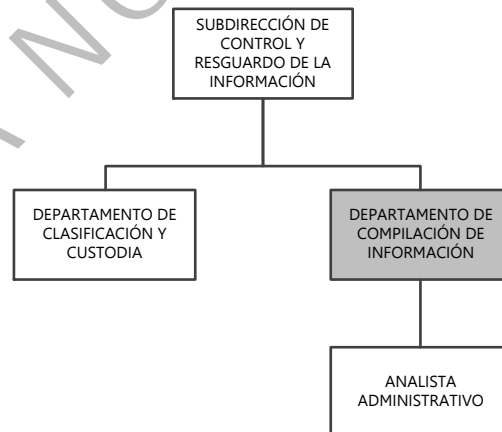 SUBDIRECCIÓN DE
CONTROL Y
RESGUARDO DE LA
INFORMACIÓN
DEPARTAMENTO DE
CLASIFICACIÓN Y
CUSTODIA
DEPARTAMENTO DE
COMPILACIÓN DE
INFORMACIÓN
ANALISTA
ADMINISTRATIVO